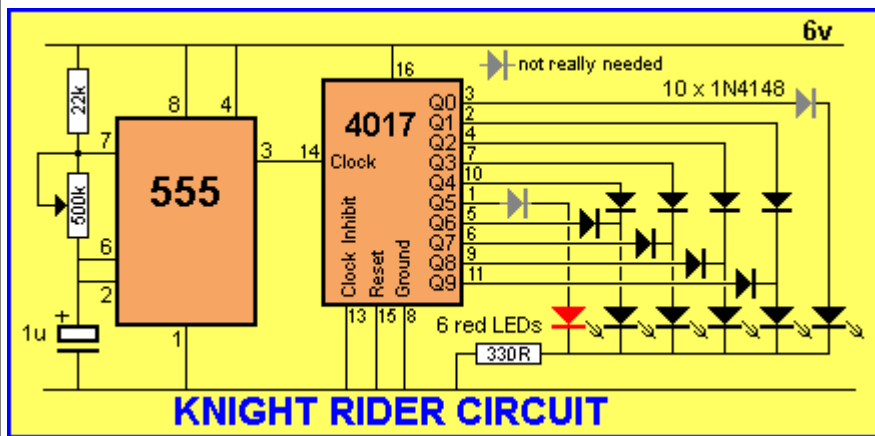 6v
16
not really needed
10 x 1N4148
22k
8
4
3
Q0
2
Q1
4
Q2
7
Q3
10
Q4
1
Q5
5
Q6
6
Q7
9
Q8
11
Q9
4017
7
3
14
Clock
555
500k
Clock Inhibit
Reset
Ground
6
2
+
1u
1
13
15
8
6 red LEDs
330R
KNIGHT RIDER CIRCUIT